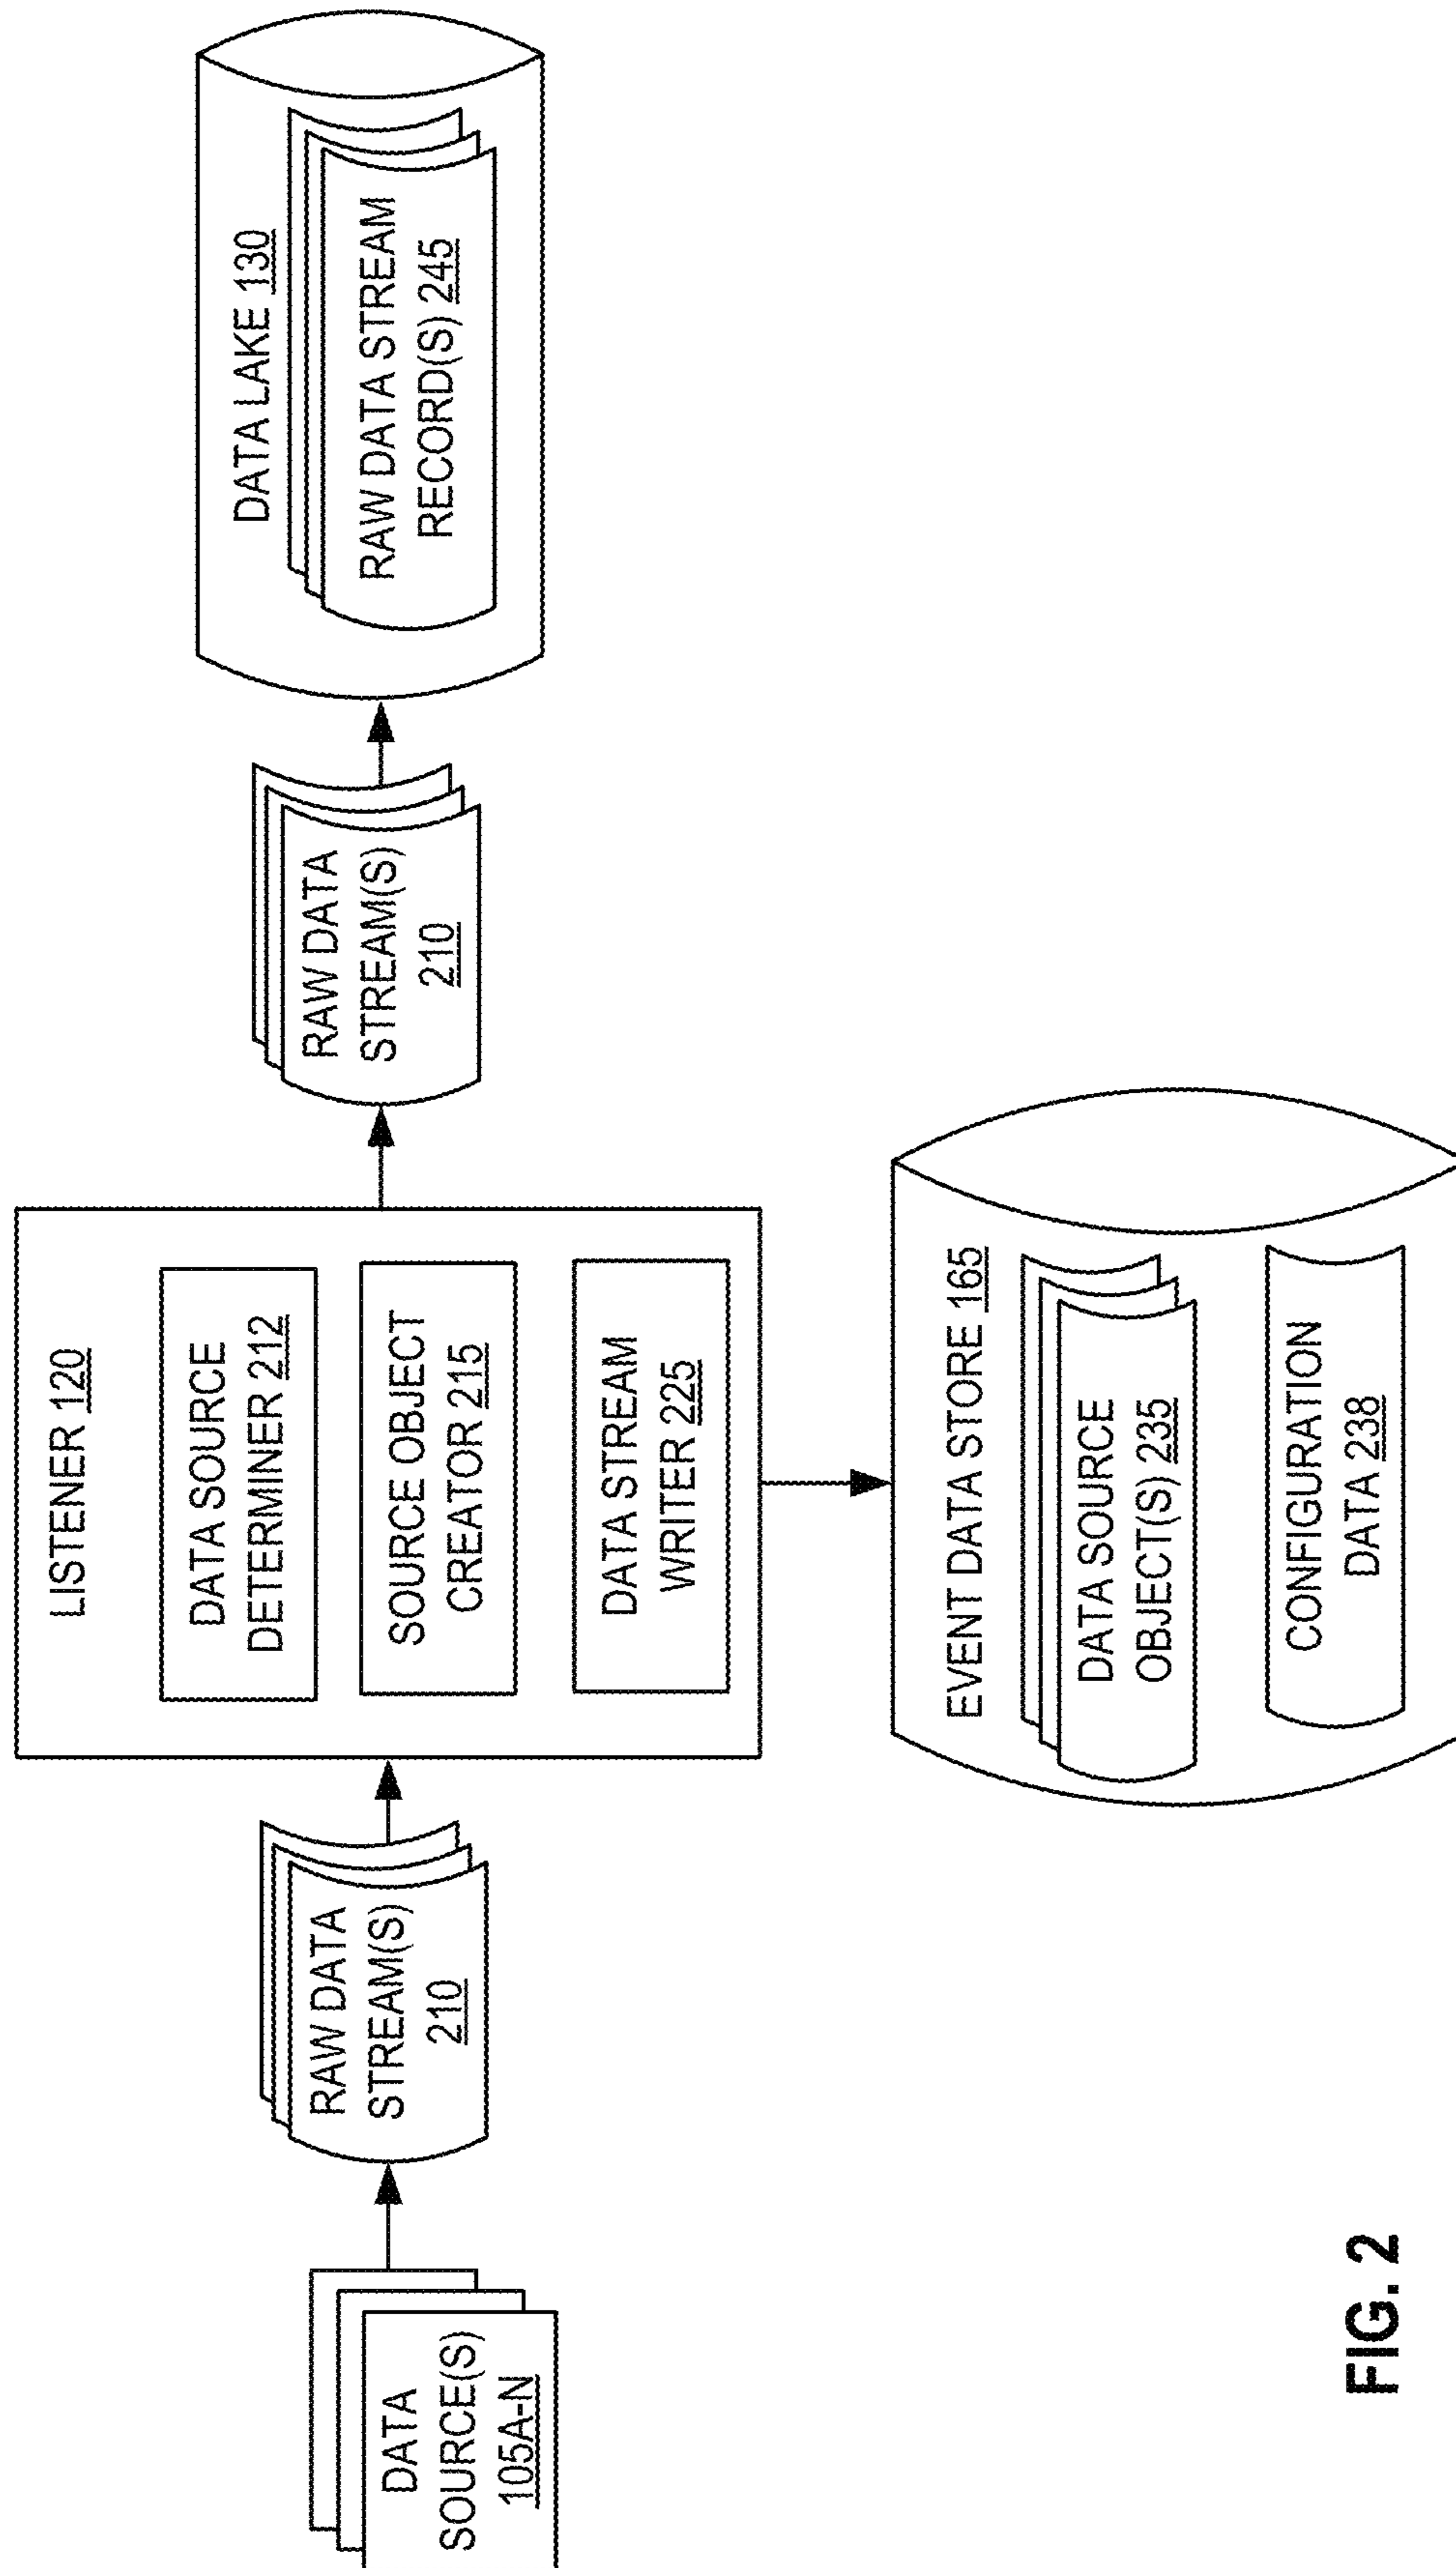 DATA
SOURCE(S)
105A-N
RAW DATA
STREAM(S)
210
LISTENER 120
DATA SOURCE
DETERMINER 212
SOURCE OBJECT
CREATOR 215
DATA STREAM
WRITER 225
RAW DATA
STREAM(S)
210
DATA LAKE 130
RAW DATA STREAM
RECORD(S) 245
EVENT DATA STORE 165
DATA SOURCE
OBJECT(S) 235
CONFIGURATION
DATA 238
FIG. 2